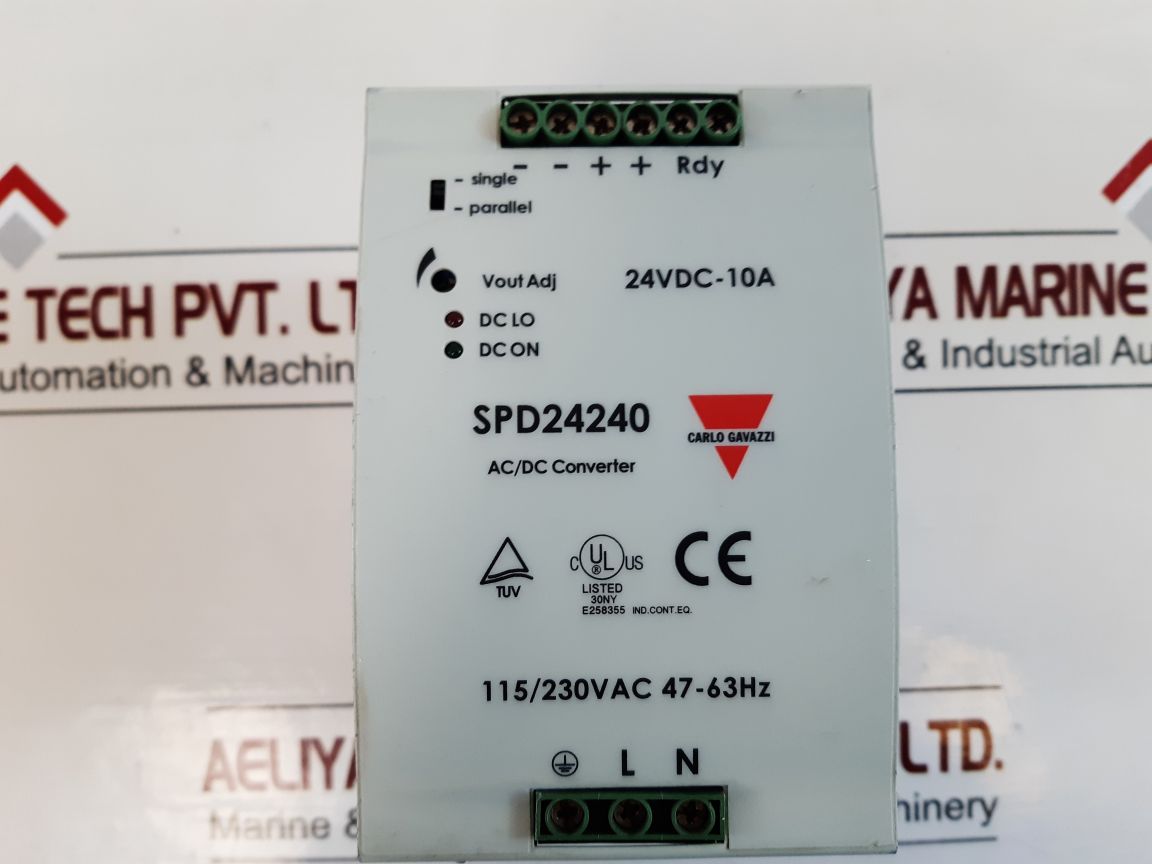 - - + + Rdy
- single
- parallel
Vout Adj 24VDC-10A
DC LO
DC ON
SPD24240
CARLO GAVAZZI
AC/DC Converter
TUV
C UL US
®
LISTED
30NY
E258355 IND.CONT.EQ.
CE
115/230VAC 47-63Hz
L N
E TECH PVT. LT
utomation & Machin
YA MARINE
& Industrial Au
AELIYA
Marine &
LTD.
hinery